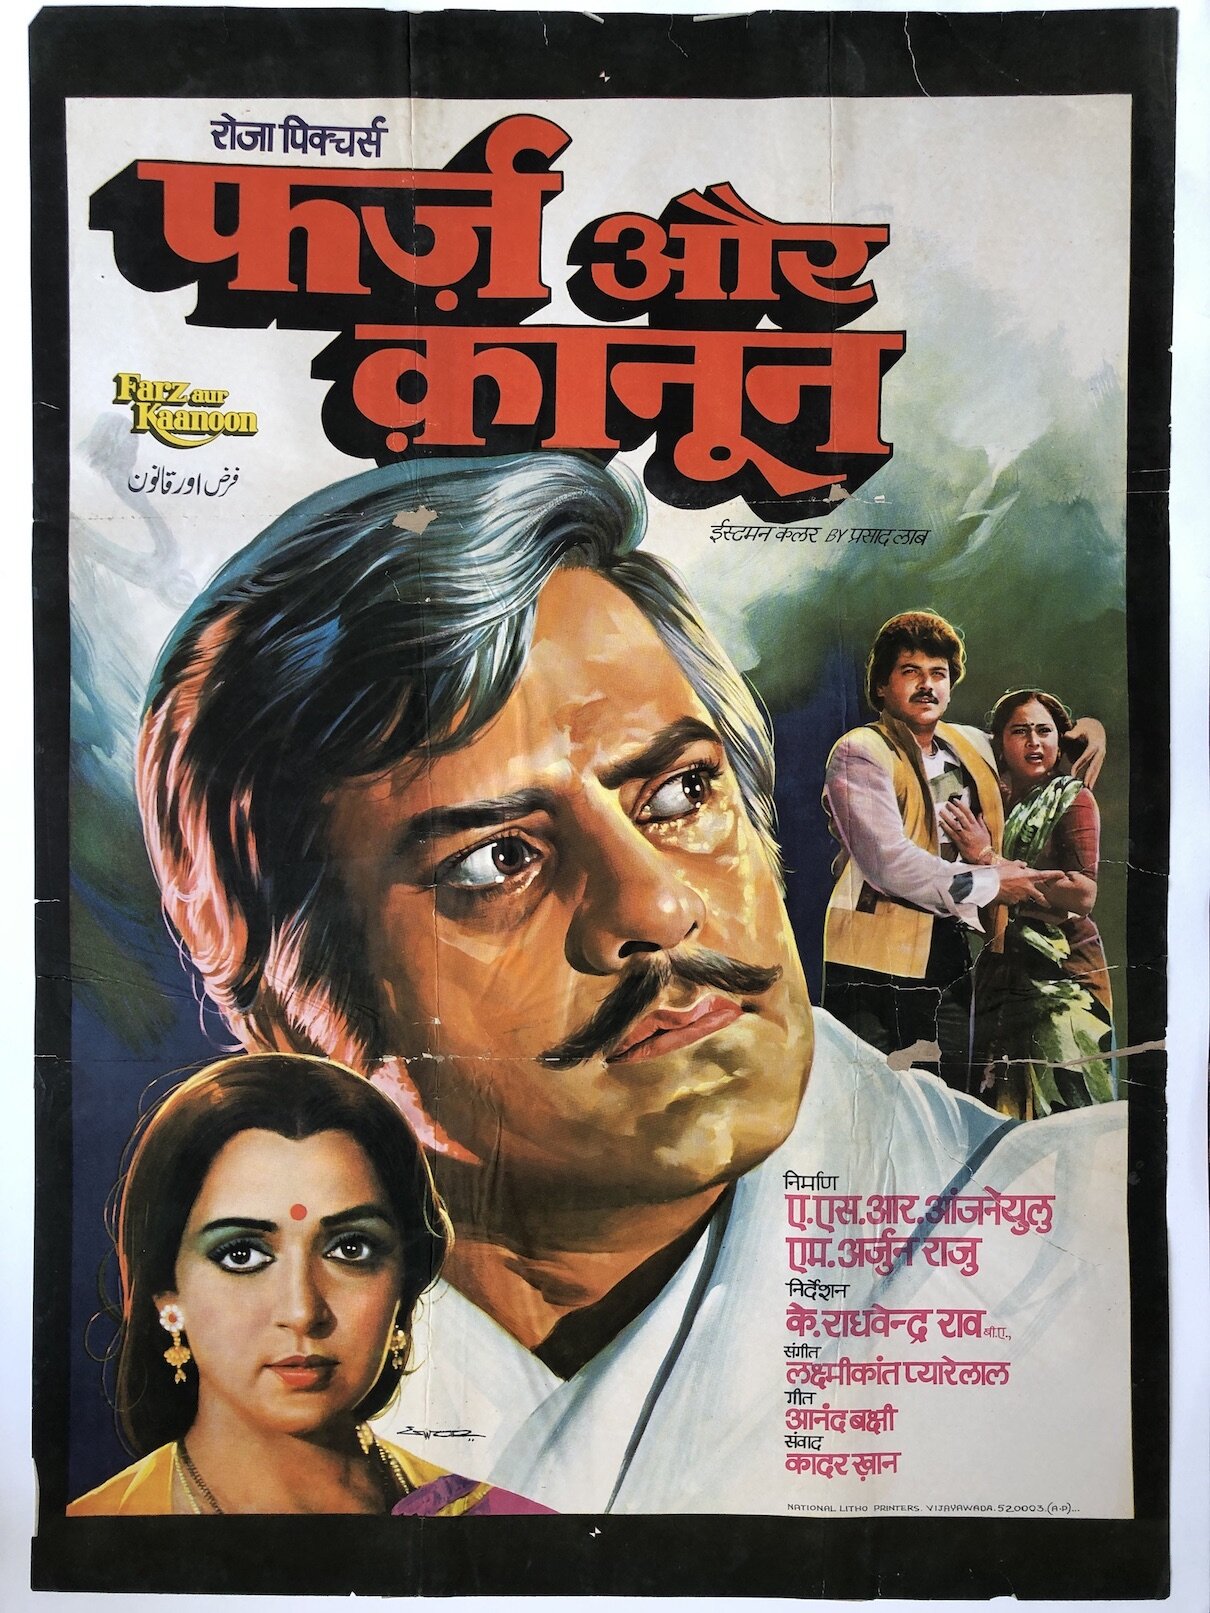 रोजा पिक्चर्स
फर्ज़ और
क़ानून
Farz aur
Kaanoon
فرض اور قانون
ईस्टमन कलर BY प्रसाद लाब
निर्माण
ए.एस.आर.आंजनेयुलु
एम.अर्जुन राजु
निर्देशन
के.राघवेन्द्र राव बी.ए.,
संगीत
लक्ष्मीकांत प्यारेलाल
गीत
आनंद बक्षी
संवाद
कादर ख़ान
NATIONAL LITHO PRINTERS. VIJAYAWADA. 520003.(A.P)...